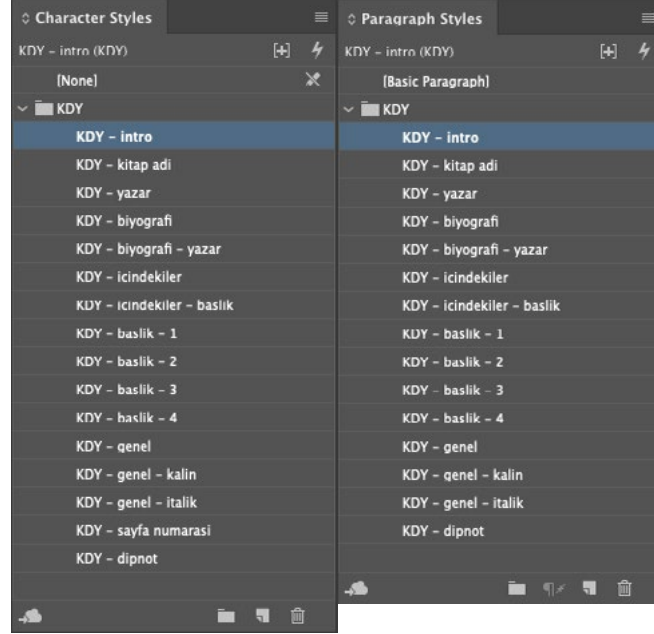 Character Styles
KDY – intro (KDY)
[None]
KDY
KDY – intro
KDY – kitap adi
KDY – yazar
KDY – biyografi
KDY – biyografi – yazar
KDY – icindekiler
KDY – icindekiler – baslik
KDY – baslik – 1
KDY – baslik – 2
KDY – baslik – 3
KDY – baslik – 4
KDY – genel
KDY – genel – kalin
KDY – genel – italik
KDY – sayfa numarasi
KDY – dipnot
Paragraph Styles
KDY – intro (KDY)
[Basic Paragraph]
KDY
KDY – intro
KDY – kitap adi
KDY – yazar
KDY – biyografi
KDY – biyografi – yazar
KDY – icindekiler
KDY – icindekiler – baslik
KDY – baslik – 1
KDY – baslik – 2
KDY – baslik – 3
KDY – baslik – 4
KDY – genel
KDY – genel – kalin
KDY – genel – italik
KDY – dipnot